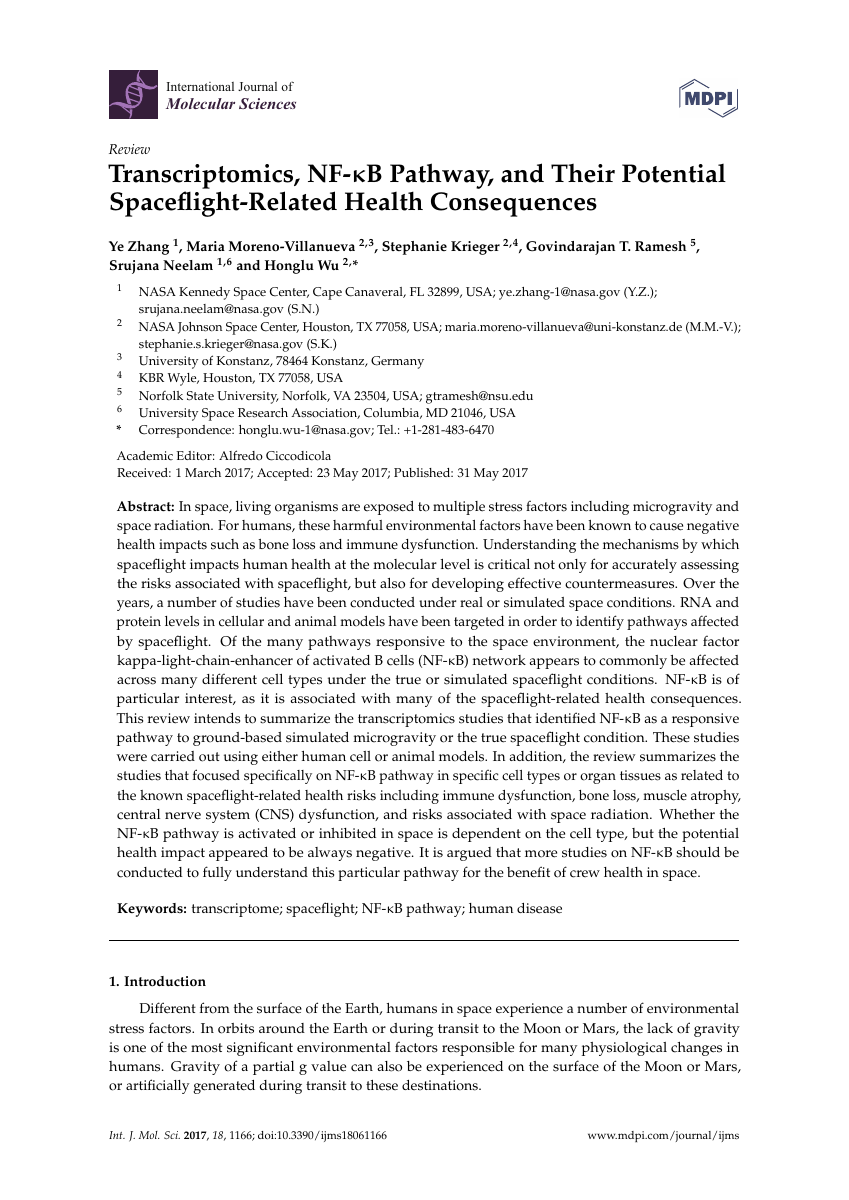 International Journal of
Molecular Sciences
MDPI
Review
Transcriptomics, NF-κB Pathway, and Their Potential
Spaceflight-Related Health Consequences
Ye Zhang 1, Maria Moreno-Villanueva 2,3, Stephanie Krieger 2,4, Govindarajan T. Ramesh 5,
Srujana Neelam 1,6 and Honglu Wu 2,*
1 NASA Kennedy Space Center, Cape Canaveral, FL 32899, USA; ye.zhang-1@nasa.gov (Y.Z.);
srujana.neelam@nasa.gov (S.N.)
2 NASA Johnson Space Center, Houston, TX 77058, USA; maria.moreno-villanueva@uni-konstanz.de (M.M.-V.);
stephanie.s.krieger@nasa.gov (S.K.)
3 University of Konstanz, 78464 Konstanz, Germany
4 KBR Wyle, Houston, TX 77058, USA
5 Norfolk State University, Norfolk, VA 23504, USA; gtramesh@nsu.edu
6 University Space Research Association, Columbia, MD 21046, USA
* Correspondence: honglu.wu-1@nasa.gov; Tel.: +1-281-483-6470
Academic Editor: Alfredo Ciccodicola
Received: 1 March 2017; Accepted: 23 May 2017; Published: 31 May 2017
Abstract: In space, living organisms are exposed to multiple stress factors including microgravity and
space radiation. For humans, these harmful environmental factors have been known to cause negative
health impacts such as bone loss and immune dysfunction. Understanding the mechanisms by which
spaceflight impacts human health at the molecular level is critical not only for accurately assessing
the risks associated with spaceflight, but also for developing effective countermeasures. Over the
years, a number of studies have been conducted under real or simulated space conditions. RNA and
protein levels in cellular and animal models have been targeted in order to identify pathways affected
by spaceflight. Of the many pathways responsive to the space environment, the nuclear factor
kappa-light-chain-enhancer of activated B cells (NF-κB) network appears to commonly be affected
across many different cell types under the true or simulated spaceflight conditions. NF-κB is of
particular interest, as it is associated with many of the spaceflight-related health consequences.
This review intends to summarize the transcriptomics studies that identified NF-κB as a responsive
pathway to ground-based simulated microgravity or the true spaceflight condition. These studies
were carried out using either human cell or animal models. In addition, the review summarizes the
studies that focused specifically on NF-κB pathway in specific cell types or organ tissues as related to
the known spaceflight-related health risks including immune dysfunction, bone loss, muscle atrophy,
central nerve system (CNS) dysfunction, and risks associated with space radiation. Whether the
NF-κB pathway is activated or inhibited in space is dependent on the cell type, but the potential
health impact appeared to be always negative. It is argued that more studies on NF-κB should be
conducted to fully understand this particular pathway for the benefit of crew health in space.
Keywords: transcriptome; spaceflight; NF-κB pathway; human disease
1. Introduction
Different from the surface of the Earth, humans in space experience a number of environmental
stress factors. In orbits around the Earth or during transit to the Moon or Mars, the lack of gravity
is one of the most significant environmental factors responsible for many physiological changes in
humans. Gravity of a partial g value can also be experienced on the surface of the Moon or Mars,
or artificially generated during transit to these destinations.
Int. J. Mol. Sci. 2017, 18, 1166; doi:10.3390/ijms18061166
www.mdpi.com/journal/ijms